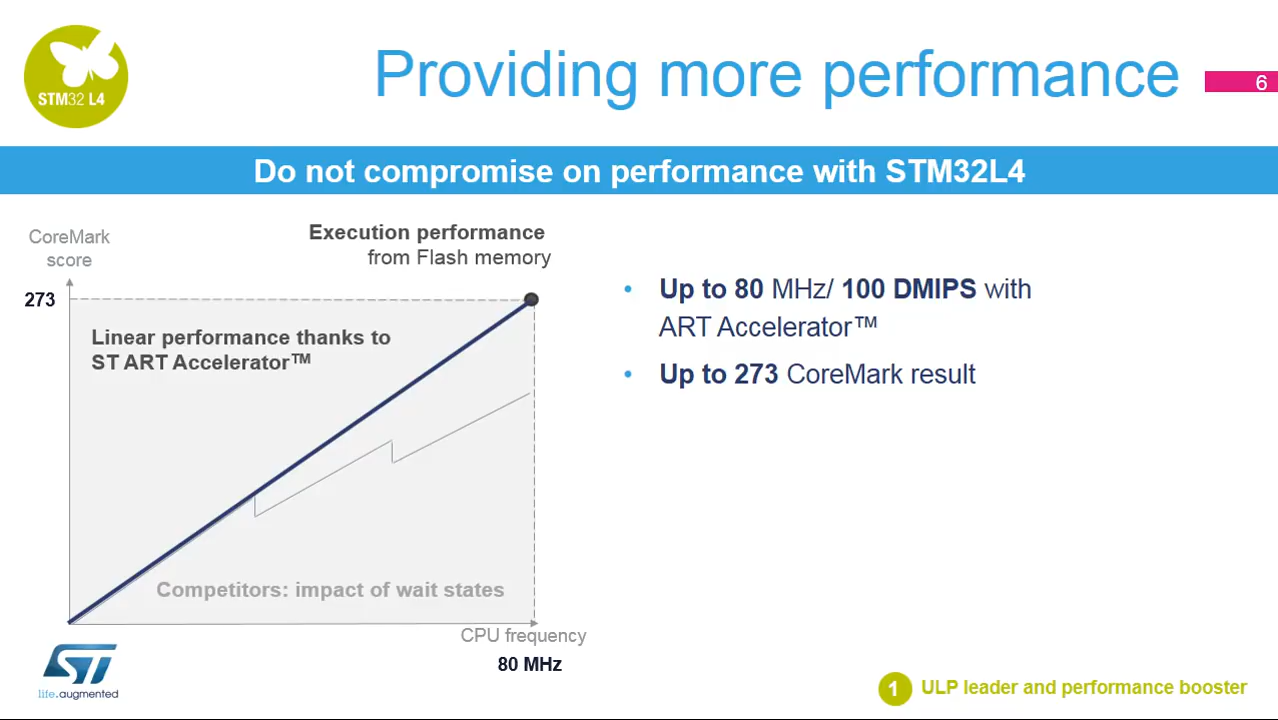 STM32 L4
Providing more performance
6
Do not compromise on performance with STM32L4
CoreMark
score
Execution performance
from Flash memory
273
Linear performance thanks to
ST ART Accelerator™
Competitors: impact of wait states
CPU frequency
80 MHz
• Up to 80 MHz/ 100 DMIPS with
ART Accelerator™
• Up to 273 CoreMark result
ST
life.augmented
1 ULP leader and performance booster